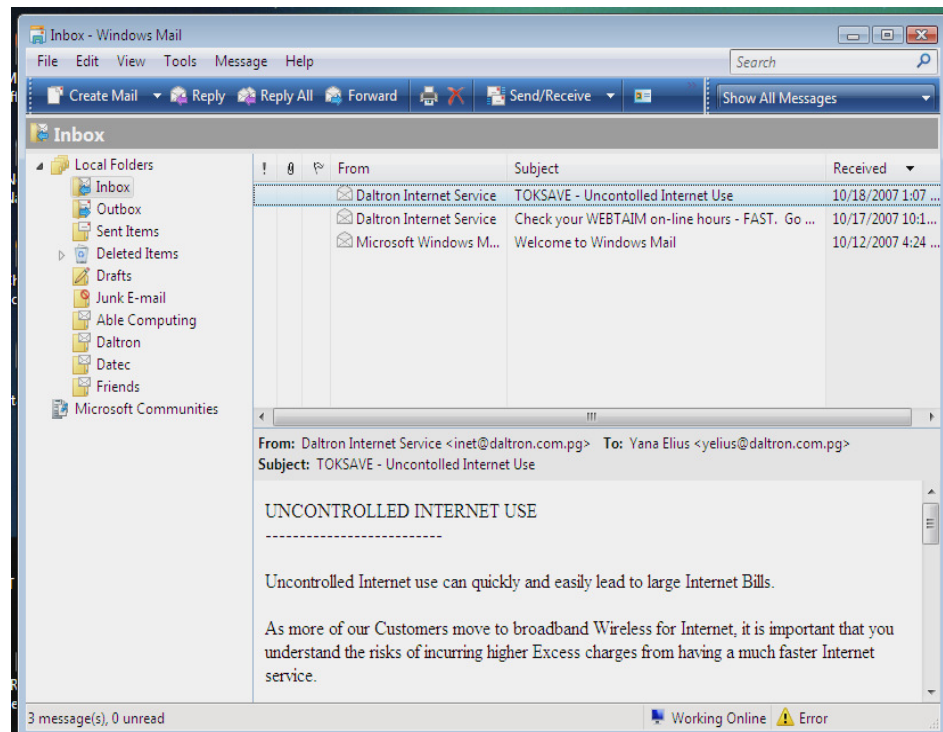 Inbox - Windows Mail
File Edit View Tools Message Help
Search
Create Mail Reply Reply All Forward Send/Receive Show All Messages
Inbox
Local Folders
Inbox
Outbox
Sent Items
Deleted Items
Drafts
Junk E-mail
Able Computing
Daltron
Datec
Friends
Microsoft Communities
! From Subject Received
Daltron Internet Service TOKSAVE - Uncontolled Internet Use 10/18/2007 1:07 ...
Daltron Internet Service Check your WEBTAIM on-line hours - FAST. Go ... 10/17/2007 10:1...
Microsoft Windows M... Welcome to Windows Mail 10/12/2007 4:24 ...
From: Daltron Internet Service <inet@daltron.com.pg> To: Yana Elius <yelius@daltron.com.pg>
Subject: TOKSAVE - Uncontolled Internet Use
UNCONTROLLED INTERNET USE
--------------------------
Uncontrolled Internet use can quickly and easily lead to large Internet Bills.
As more of our Customers move to broadband Wireless for Internet, it is important that you
understand the risks of incurring higher Excess charges from having a much faster Internet
service.
3 message(s), 0 unread
Working Online Error